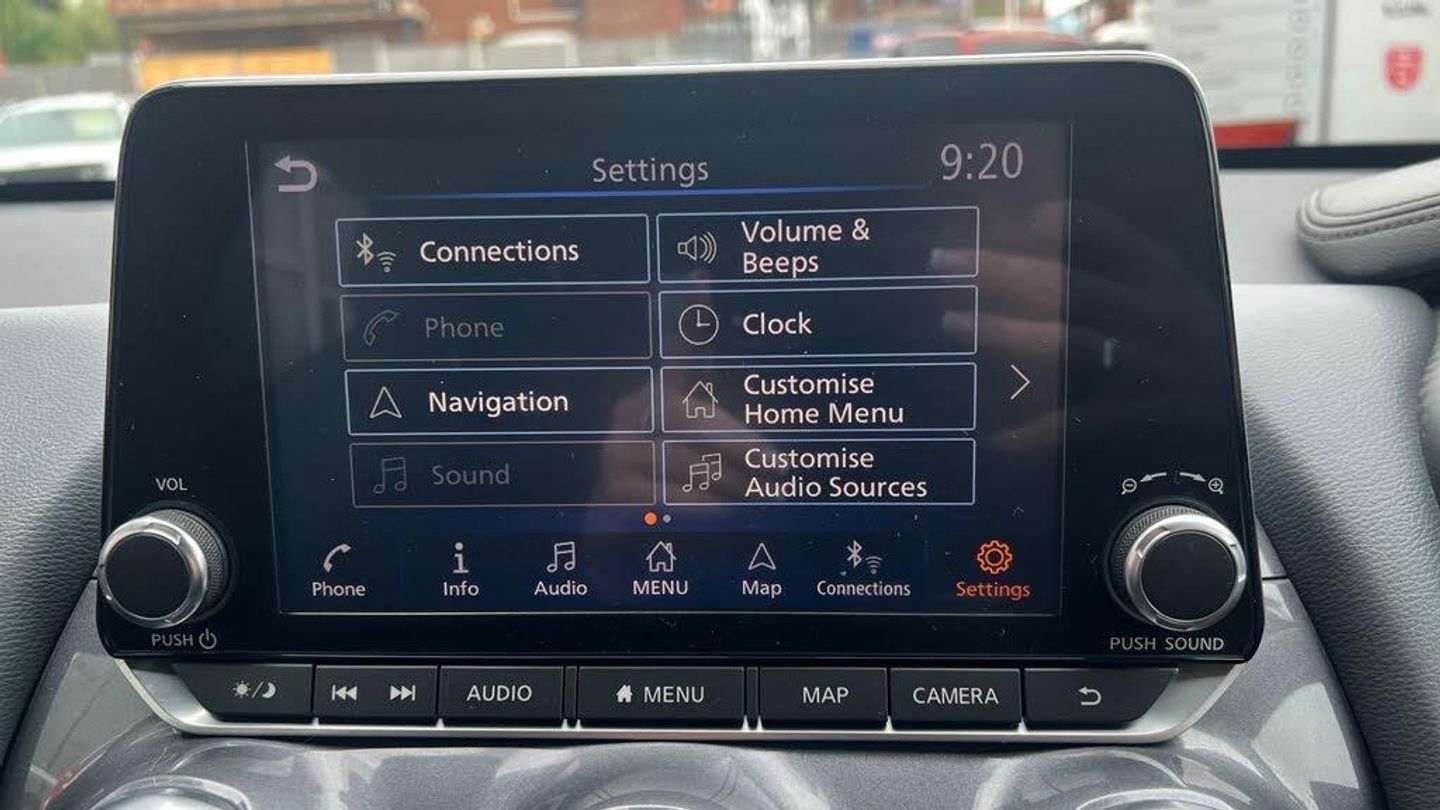 Settings
9:20
Connections
Volume &
Beeps
Phone
Clock
Navigation
Customise
Home Menu
Sound
Customise
Audio Sources
Phone
Info
Audio
MENU
Map
Connections
Settings
VOL
PUSH
PUSH SOUND
AUDIO
MENU
MAP
CAMERA